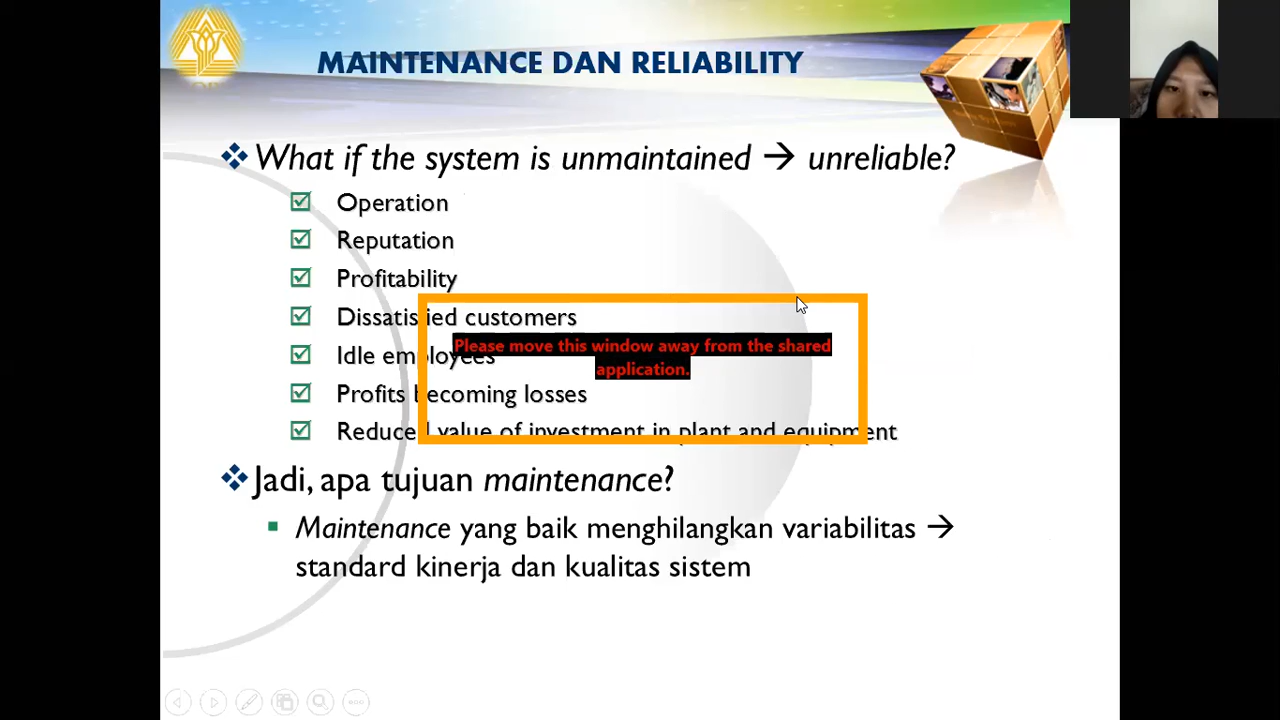 MAINTENANCE DAN RELIABILITY
What if the system is unmaintained → unreliable?
Operation
Reputation
Profitability
Dissatisfied customers
Please move this window away from the shared
application.
Idle employees
Profits becoming losses
Reduced value of investment in plant and equipment
Jadi, apa tujuan maintenance?
Maintenance yang baik menghilangkan variabilitas →
standard kinerja dan kualitas sistem